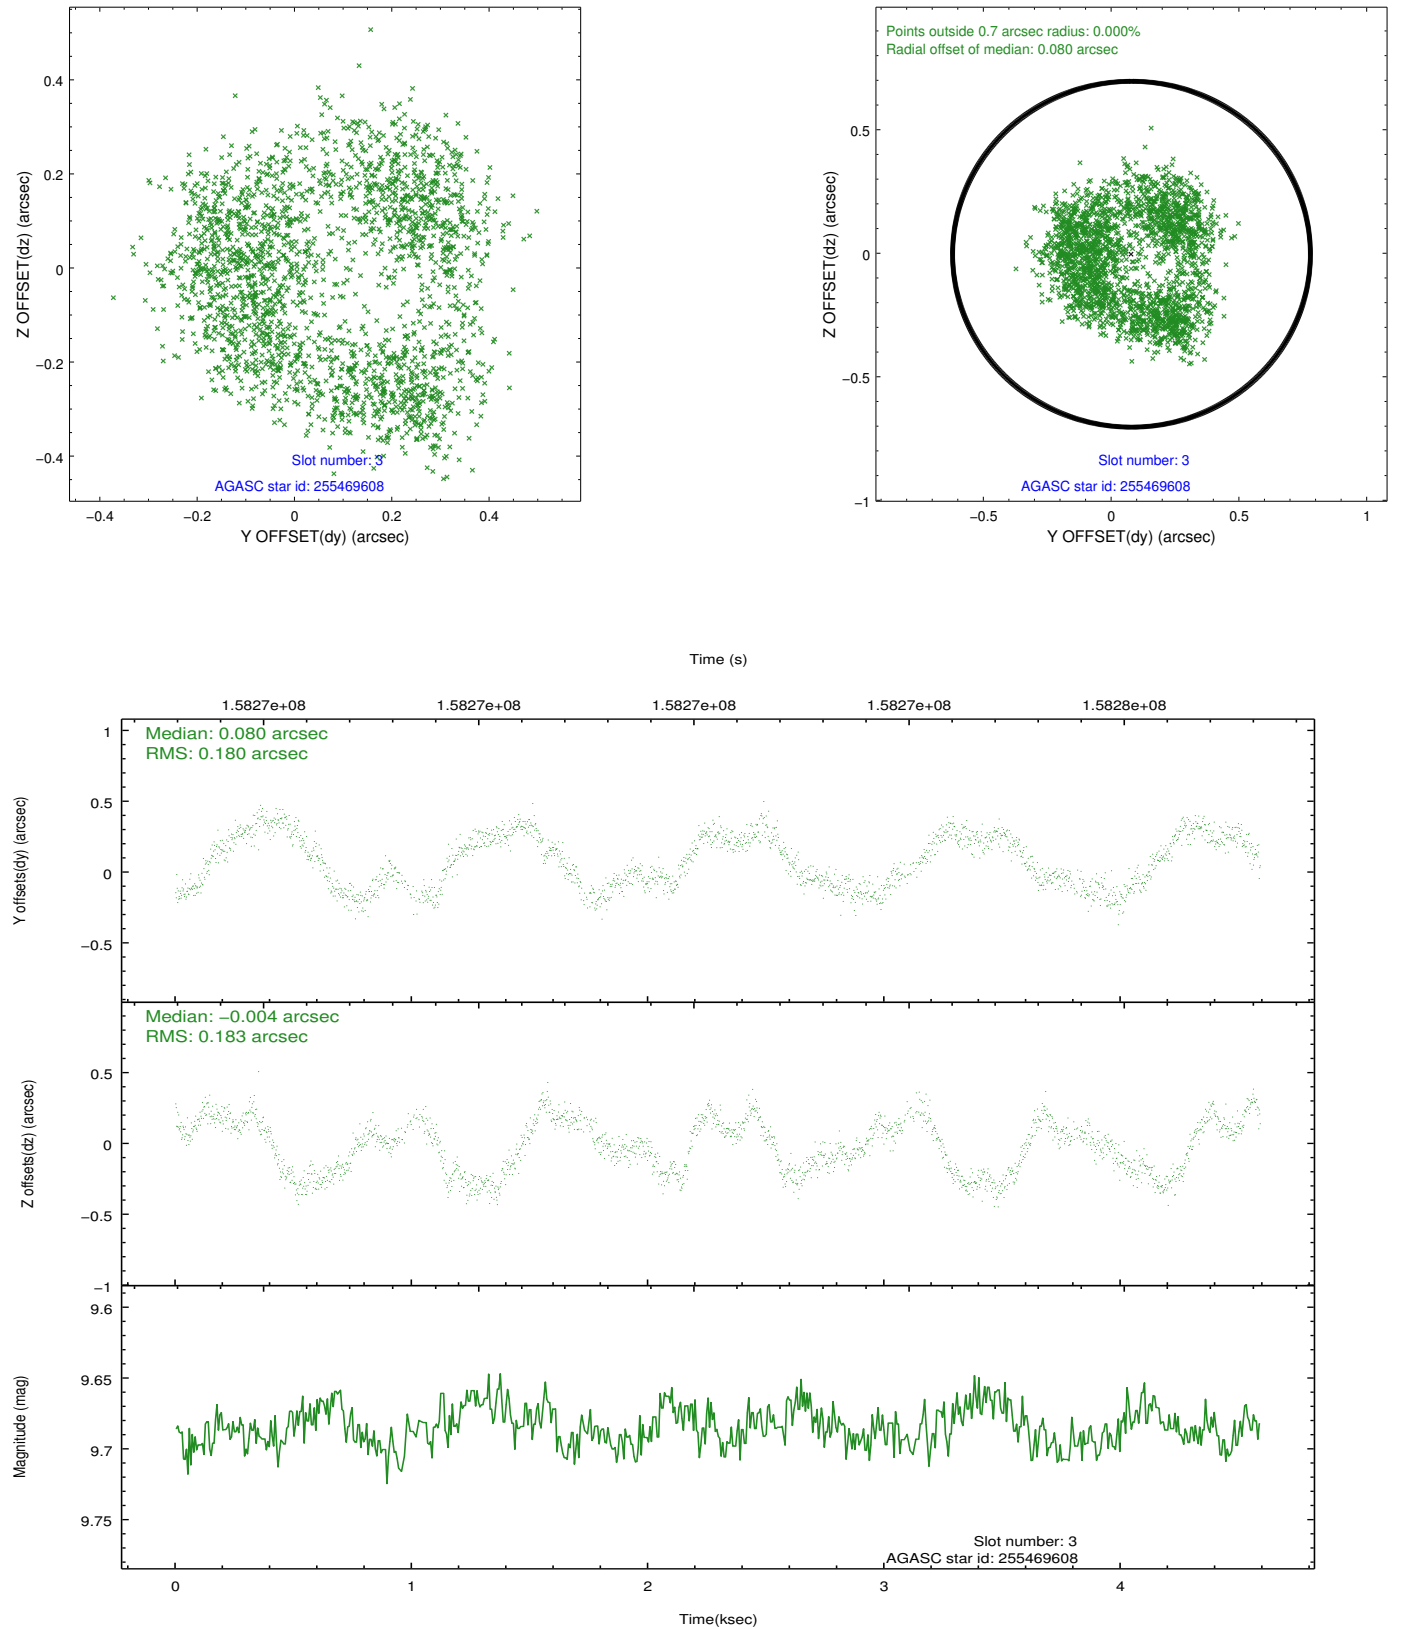 0.4
0.2
0
−0.2
−0.4
Z OFFSET(dz) (arcsec)
−0.4 −0.2 0 0.2 0.4
Y OFFSET(dy) (arcsec)
Slot number: 3
AGASC star id: 255469608
Points outside 0.7 arcsec radius: 0.000%
Radial offset of median: 0.080 arcsec
0.5
0
−0.5
−1
Z OFFSET(dz) (arcsec)
Slot number: 3
AGASC star id: 255469608
−0.5 0 0.5 1
Y OFFSET(dy) (arcsec)
Time (s)
1.5827e+08 1.5827e+08 1.5827e+08 1.5827e+08 1.5828e+08
Median: 0.080 arcsec
RMS: 0.180 arcsec
1
0.5
0
−0.5
Y offsets(dy) (arcsec)
Median: −0.004 arcsec
RMS: 0.183 arcsec
0.5
0
−0.5
−1
Z offsets(dz) (arcsec)
9.6
9.65
9.7
9.75
Magnitude (mag)
Slot number: 3
AGASC star id: 255469608
0 1 2 3 4
Time(ksec)